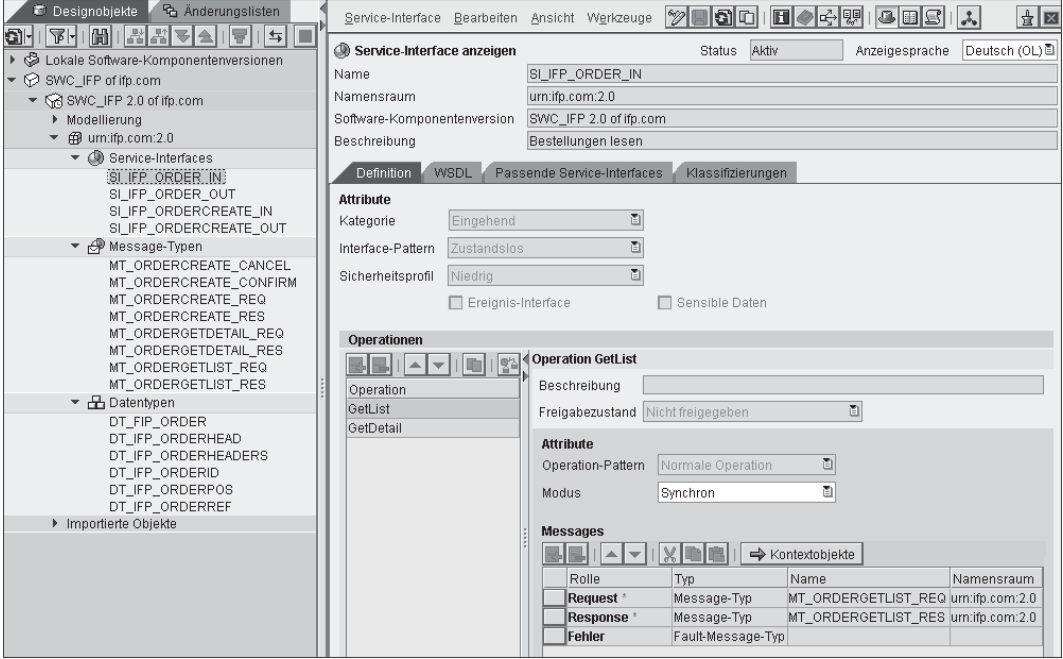 Designobjekte
Änderungslisten
Lokale Software-Komponentenversionen
SWC_IFP of ifp.com
SWC_IFP 2.0 of ifp.com
Modellierung
urn:ifp.com:2.0
Service-Interfaces
SI_IFP_ORDER_IN
SI_IFP_ORDER_OUT
SI_IFP_ORDERCREATE_IN
SI_IFP_ORDERCREATE_OUT
Message-Typen
MT_ORDERCREATE_CANCEL
MT_ORDERCREATE_CONFIRM
MT_ORDERCREATE_REQ
MT_ORDERCREATE_RES
MT_ORDERGETDETAIL_REQ
MT_ORDERGETDETAIL_RES
MT_ORDERGETLIST_REQ
MT_ORDERGETLIST_RES
Datentypen
DT_FIP_ORDER
DT_IFP_ORDERHEAD
DT_IFP_ORDERHEADERS
DT_IFP_ORDERID
DT_IFP_ORDERPOS
DT_IFP_ORDERREF
Importierte Objekte
Service-Interface Bearbeiten Ansicht Werkzeuge
Service-Interface anzeigen Status Aktiv Anzeigesprache Deutsch (OL)
Name SI_IFP_ORDER_IN
Namensraum urn:ifp.com:2.0
Software-Komponentenversion SWC_IFP 2.0 of ifp.com
Beschreibung Bestellungen lesen
Definition WSDL Passende Service-Interfaces Klassifizierungen
Attribute
Kategorie Eingehend
Interface-Pattern Zustandslos
Sicherheitsprofil Niedrig
Ereignis-Interface Sensible Daten
Operationen
Operation
GetList
GetDetail
Operation GetList
Beschreibung
Freigabezustand Nicht freigegeben
Attribute
Operation-Pattern Normale Operation
Modus Synchron
Messages
Kontextobjekte
Rolle Typ Name Namensraum
Request * Message-Typ MT_ORDERGETLIST_REQ urn:ifp.com:2.0
Response * Message-Typ MT_ORDERGETLIST_RES urn:ifp.com:2.0
Fehler Fault-Message-Typ